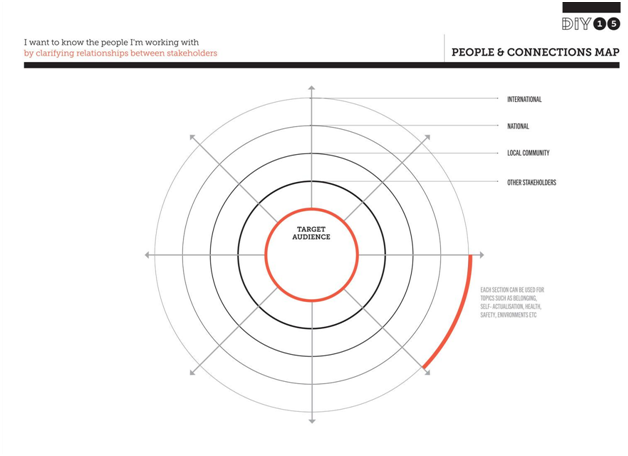 DIY 15
I want to know the people I'm working with
by clarifying relationships between stakeholders
PEOPLE & CONNECTIONS MAP
INTERNATIONAL
NATIONAL
LOCAL COMMUNITY
OTHER STAKEHOLDERS
TARGET
AUDIENCE
EACH SECTION CAN BE USED FOR
TOPICS SUCH AS BELONGING,
SELF- ACTUALISATION, HEALTH,
SAFETY, ENVIRONMENTS ETC